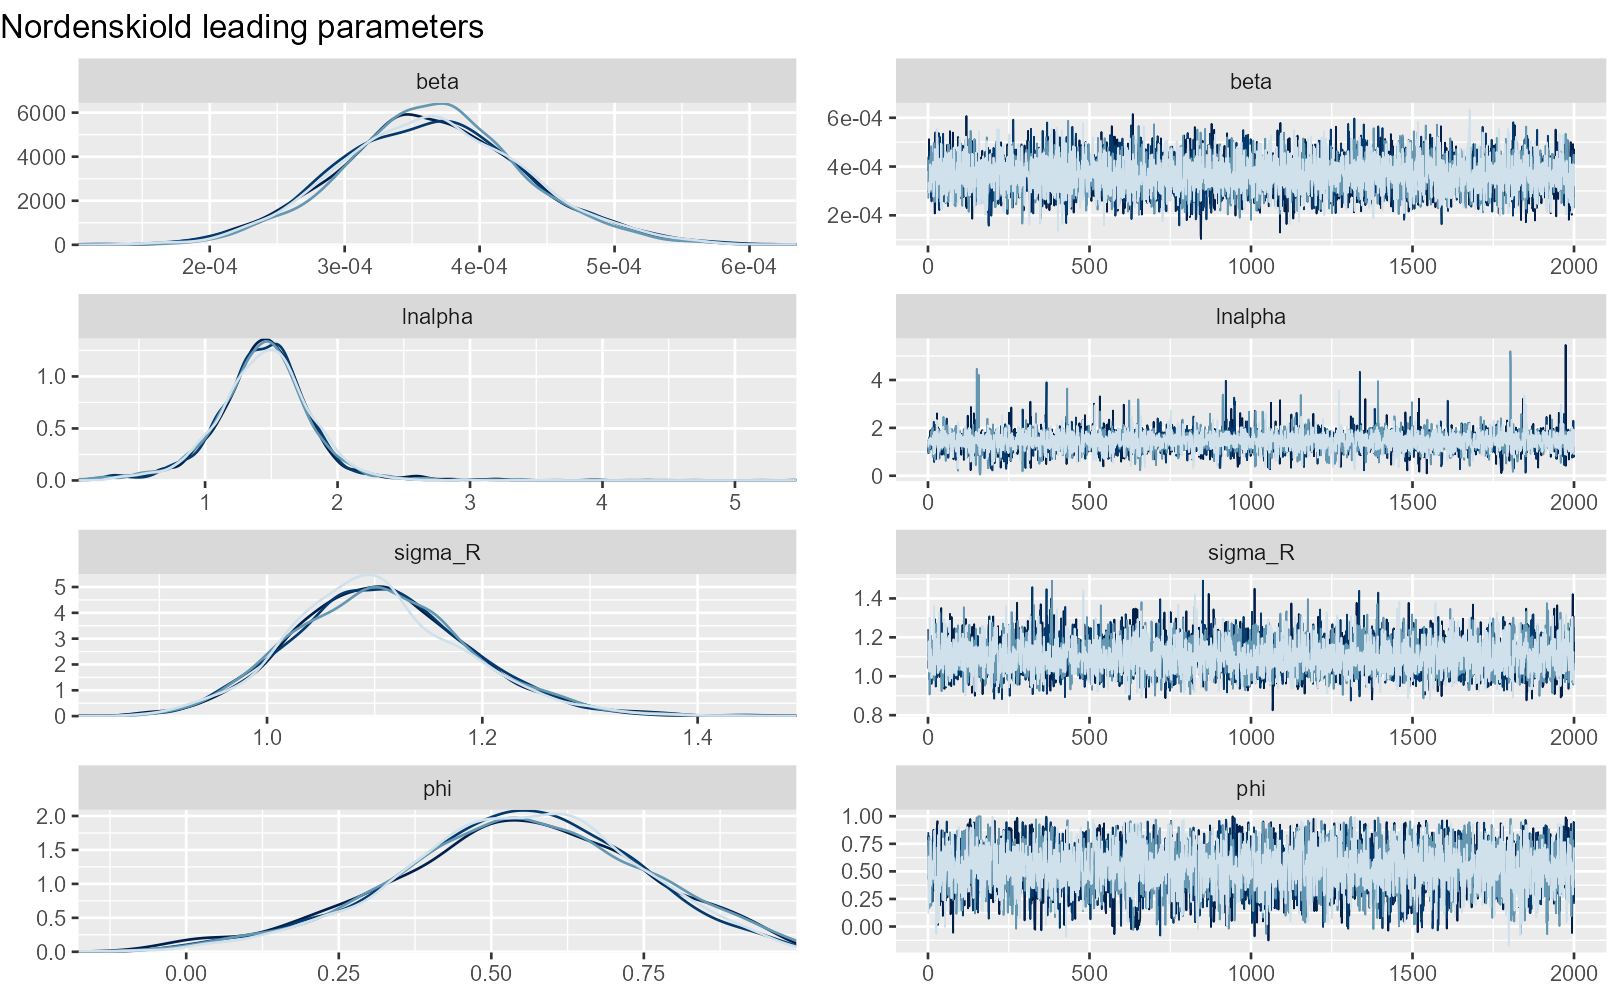 Nordenskiold leading parameters
beta
6000
4000
2000
0
2e-04 3e-04 4e-04 5e-04 6e-04
beta
6e-04
4e-04
2e-04
0 500 1000 1500 2000
lnalpha
1.0
0.5
0.0
1 2 3 4 5
lnalpha
4
2
0
0 500 1000 1500 2000
sigma_R
5
4
3
2
1
0
1.0 1.2 1.4
sigma_R
1.4
1.2
1.0
0.8
0 500 1000 1500 2000
phi
2.0
1.5
1.0
0.5
0.0
0.00 0.25 0.50 0.75
phi
1.00
0.75
0.50
0.25
0.00
0 500 1000 1500 2000